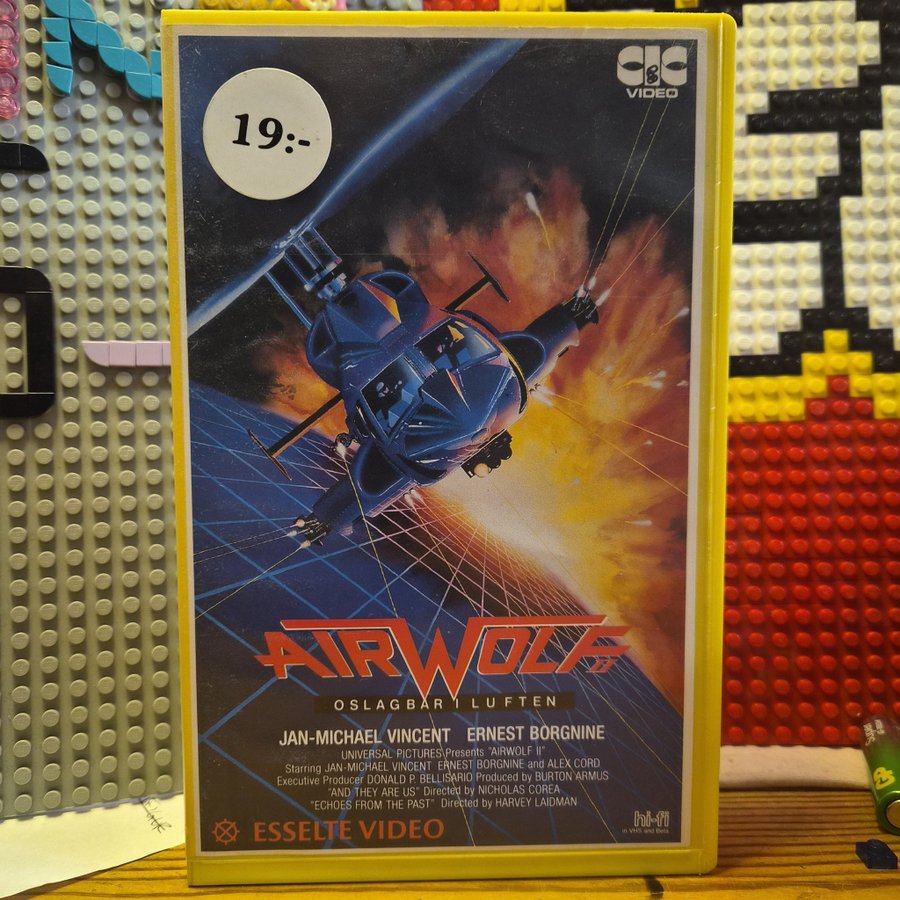 CIC
VIDEO
19:-
AIRWOLF II
OSLAGBAR I LUFTEN
JAN-MICHAEL VINCENT ERNEST BORGNINE
UNIVERSAL PICTURES Presents "AIRWOLF II"
Starring JAN-MICHAEL VINCENT ERNEST BORGNINE and ALEX CORD
Executive Producer DONALD P. BELLISARIO Produced by BURTON ARMUS
"AND THEY ARE US" Directed by NICHOLAS COREA
"ECHOES FROM THE PAST" Directed by HARVEY LAIDMAN
ESSELTE VIDEO
hi-fi
in VHS and Beta
GP